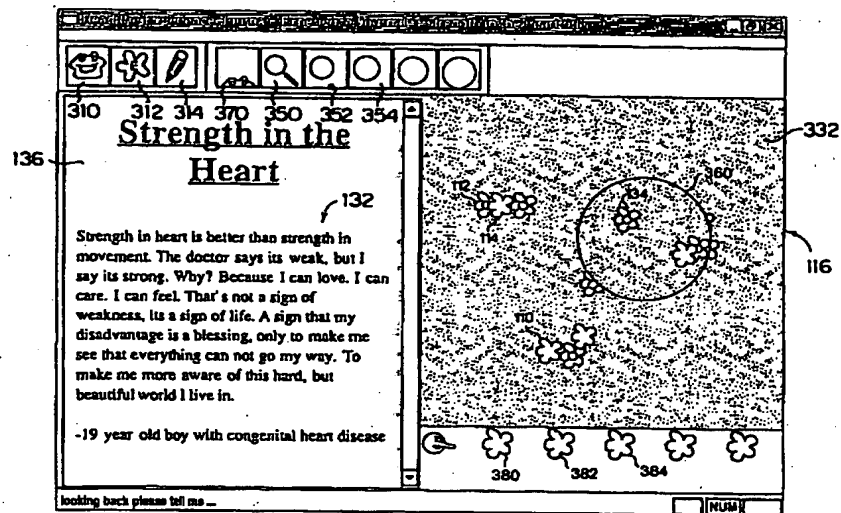 310 312 314 370 350 352 354
Strength in the
Heart
136
132
Strength in heart is better than strength in
movement. The doctor says its weak, but I
say its strong. Why? Because I can love. I can
care. I can feel. That's not a sign of
weakness, its a sign of life. A sign that my
disadvantage is a blessing, only to make me
see that everything can not go my way. To
make me more aware of this hard, but
beautiful world I live in.
-19 year old boy with congenital heart disease
332
360
134
112
114
116
110
380 382 384
looking back please tell me ...
NUM